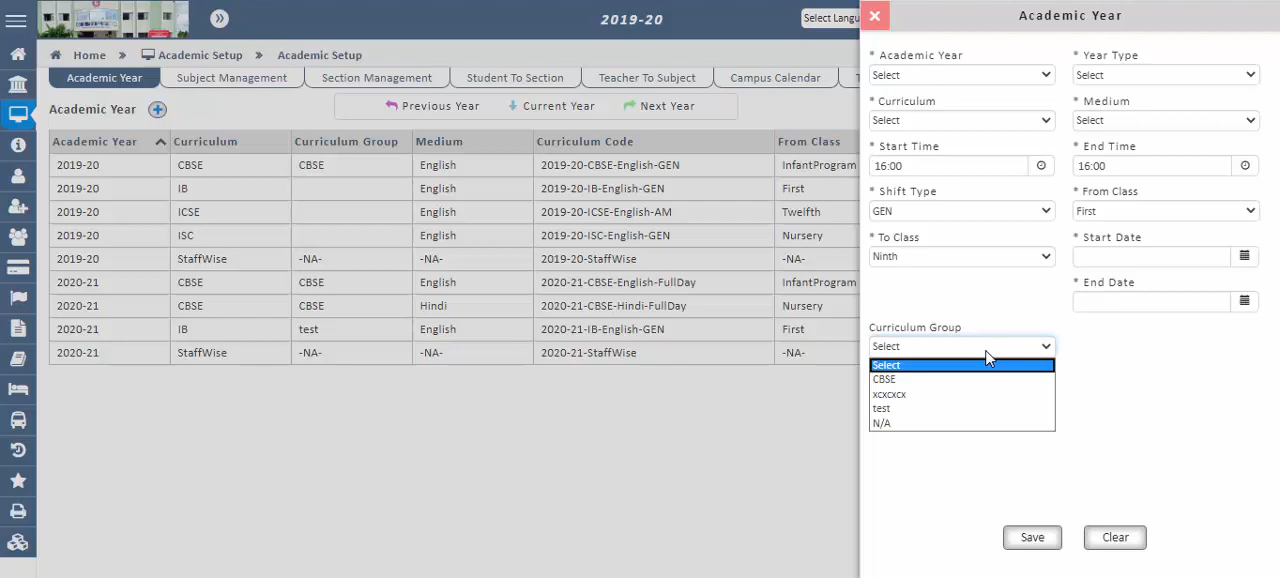 2019-20
Select Langu
Academic Year
Home
Academic Setup
Academic Setup
Academic Year
Subject Management
Section Management
Student To Section
Teacher To Subject
Campus Calendar
Academic Year
Previous Year
Current Year
Next Year
Academic Year Curriculum Curriculum Group Medium Curriculum Code From Class
2019-20 CBSE CBSE English 2019-20-CBSE-English-GEN InfantProgram
2019-20 IB English 2019-20-IB-English-GEN First
2019-20 ICSE English 2019-20-ICSE-English-AM Twelfth
2019-20 ISC English 2019-20-ISC-English-GEN Nursery
2019-20 StaffWise -NA- -NA- 2019-20-StaffWise -NA-
2020-21 CBSE CBSE English 2020-21-CBSE-English-FullDay InfantProgram
2020-21 CBSE CBSE Hindi 2020-21-CBSE-Hindi-FullDay Nursery
2020-21 IB test English 2020-21-IB-English-GEN First
2020-21 StaffWise -NA- -NA- 2020-21-StaffWise -NA-
* Academic Year
Select
* Year Type
Select
* Curriculum
Select
* Medium
Select
* Start Time
16:00
* End Time
16:00
* Shift Type
GEN
* From Class
First
* To Class
Ninth
* Start Date
* End Date
Curriculum Group
Select
Select
CBSE
xcxcxcx
test
N/A
Save
Clear